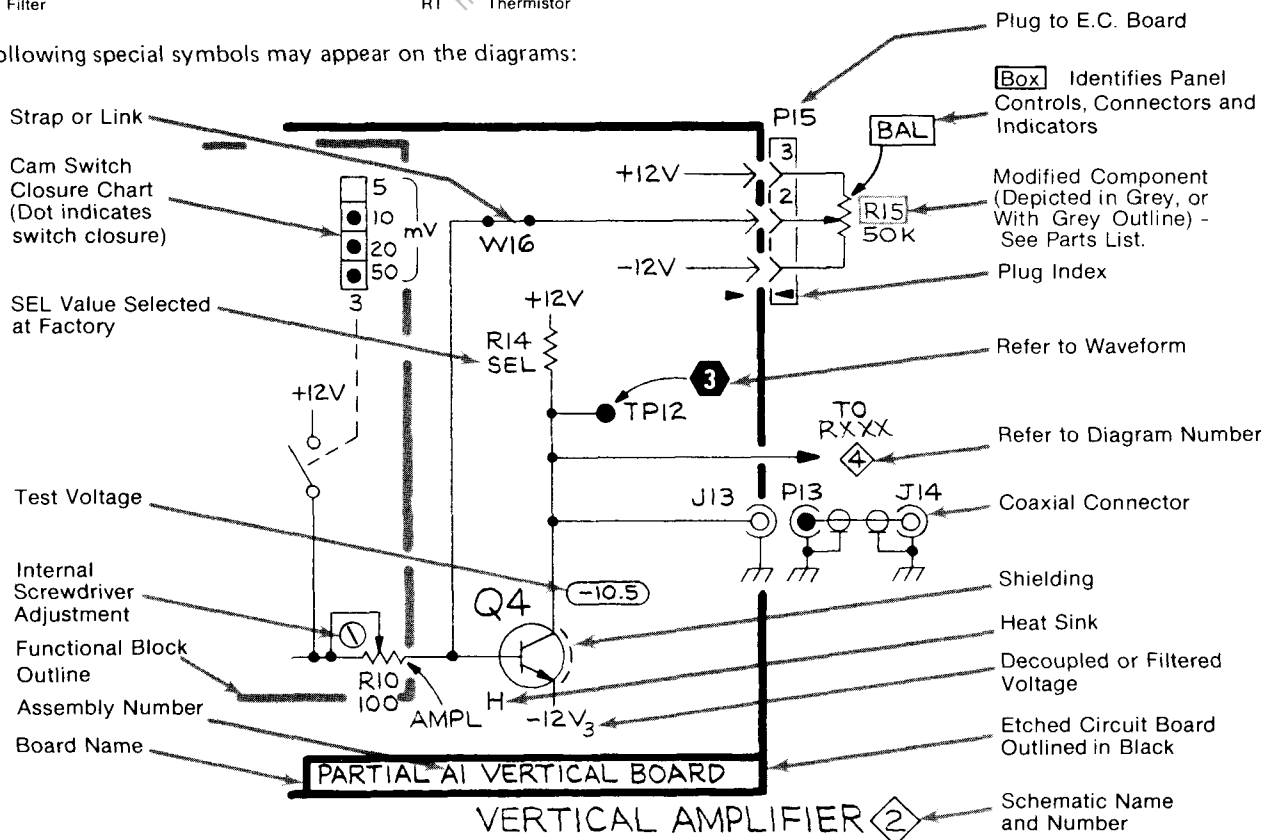 Filter
RT Thermistor
ollowing special symbols may appear on the diagrams:
Plug to E.C. Board
Box Identifies Panel
Controls, Connectors and
Indicators
Modified Component
(Depicted in Grey, or
With Grey Outline) -
See Parts List.
Plug Index
Refer to Waveform
Refer to Diagram Number
Coaxial Connector
Shielding
Heat Sink
Decoupled or Filtered
Voltage
Etched Circuit Board
Outlined in Black
Schematic Name
and Number
Strap or Link
Cam Switch
Closure Chart
(Dot indicates
switch closure)
SEL Value Selected
at Factory
Test Voltage
Internal
Screwdriver
Adjustment
Functional Block
Outline
Assembly Number
Board Name
5
10
20
50
mV
3
+12V
W16
+12V
-12V
P15
3
2
BAL
R15
50K
+12V
R14
SEL
3
TP12
TO
RXXX
4
J13
P13
J14
-10.5
Q4
R10
100
AMPL
H
-12V3
PARTIAL A1 VERTICAL BOARD
VERTICAL AMPLIFIER 2